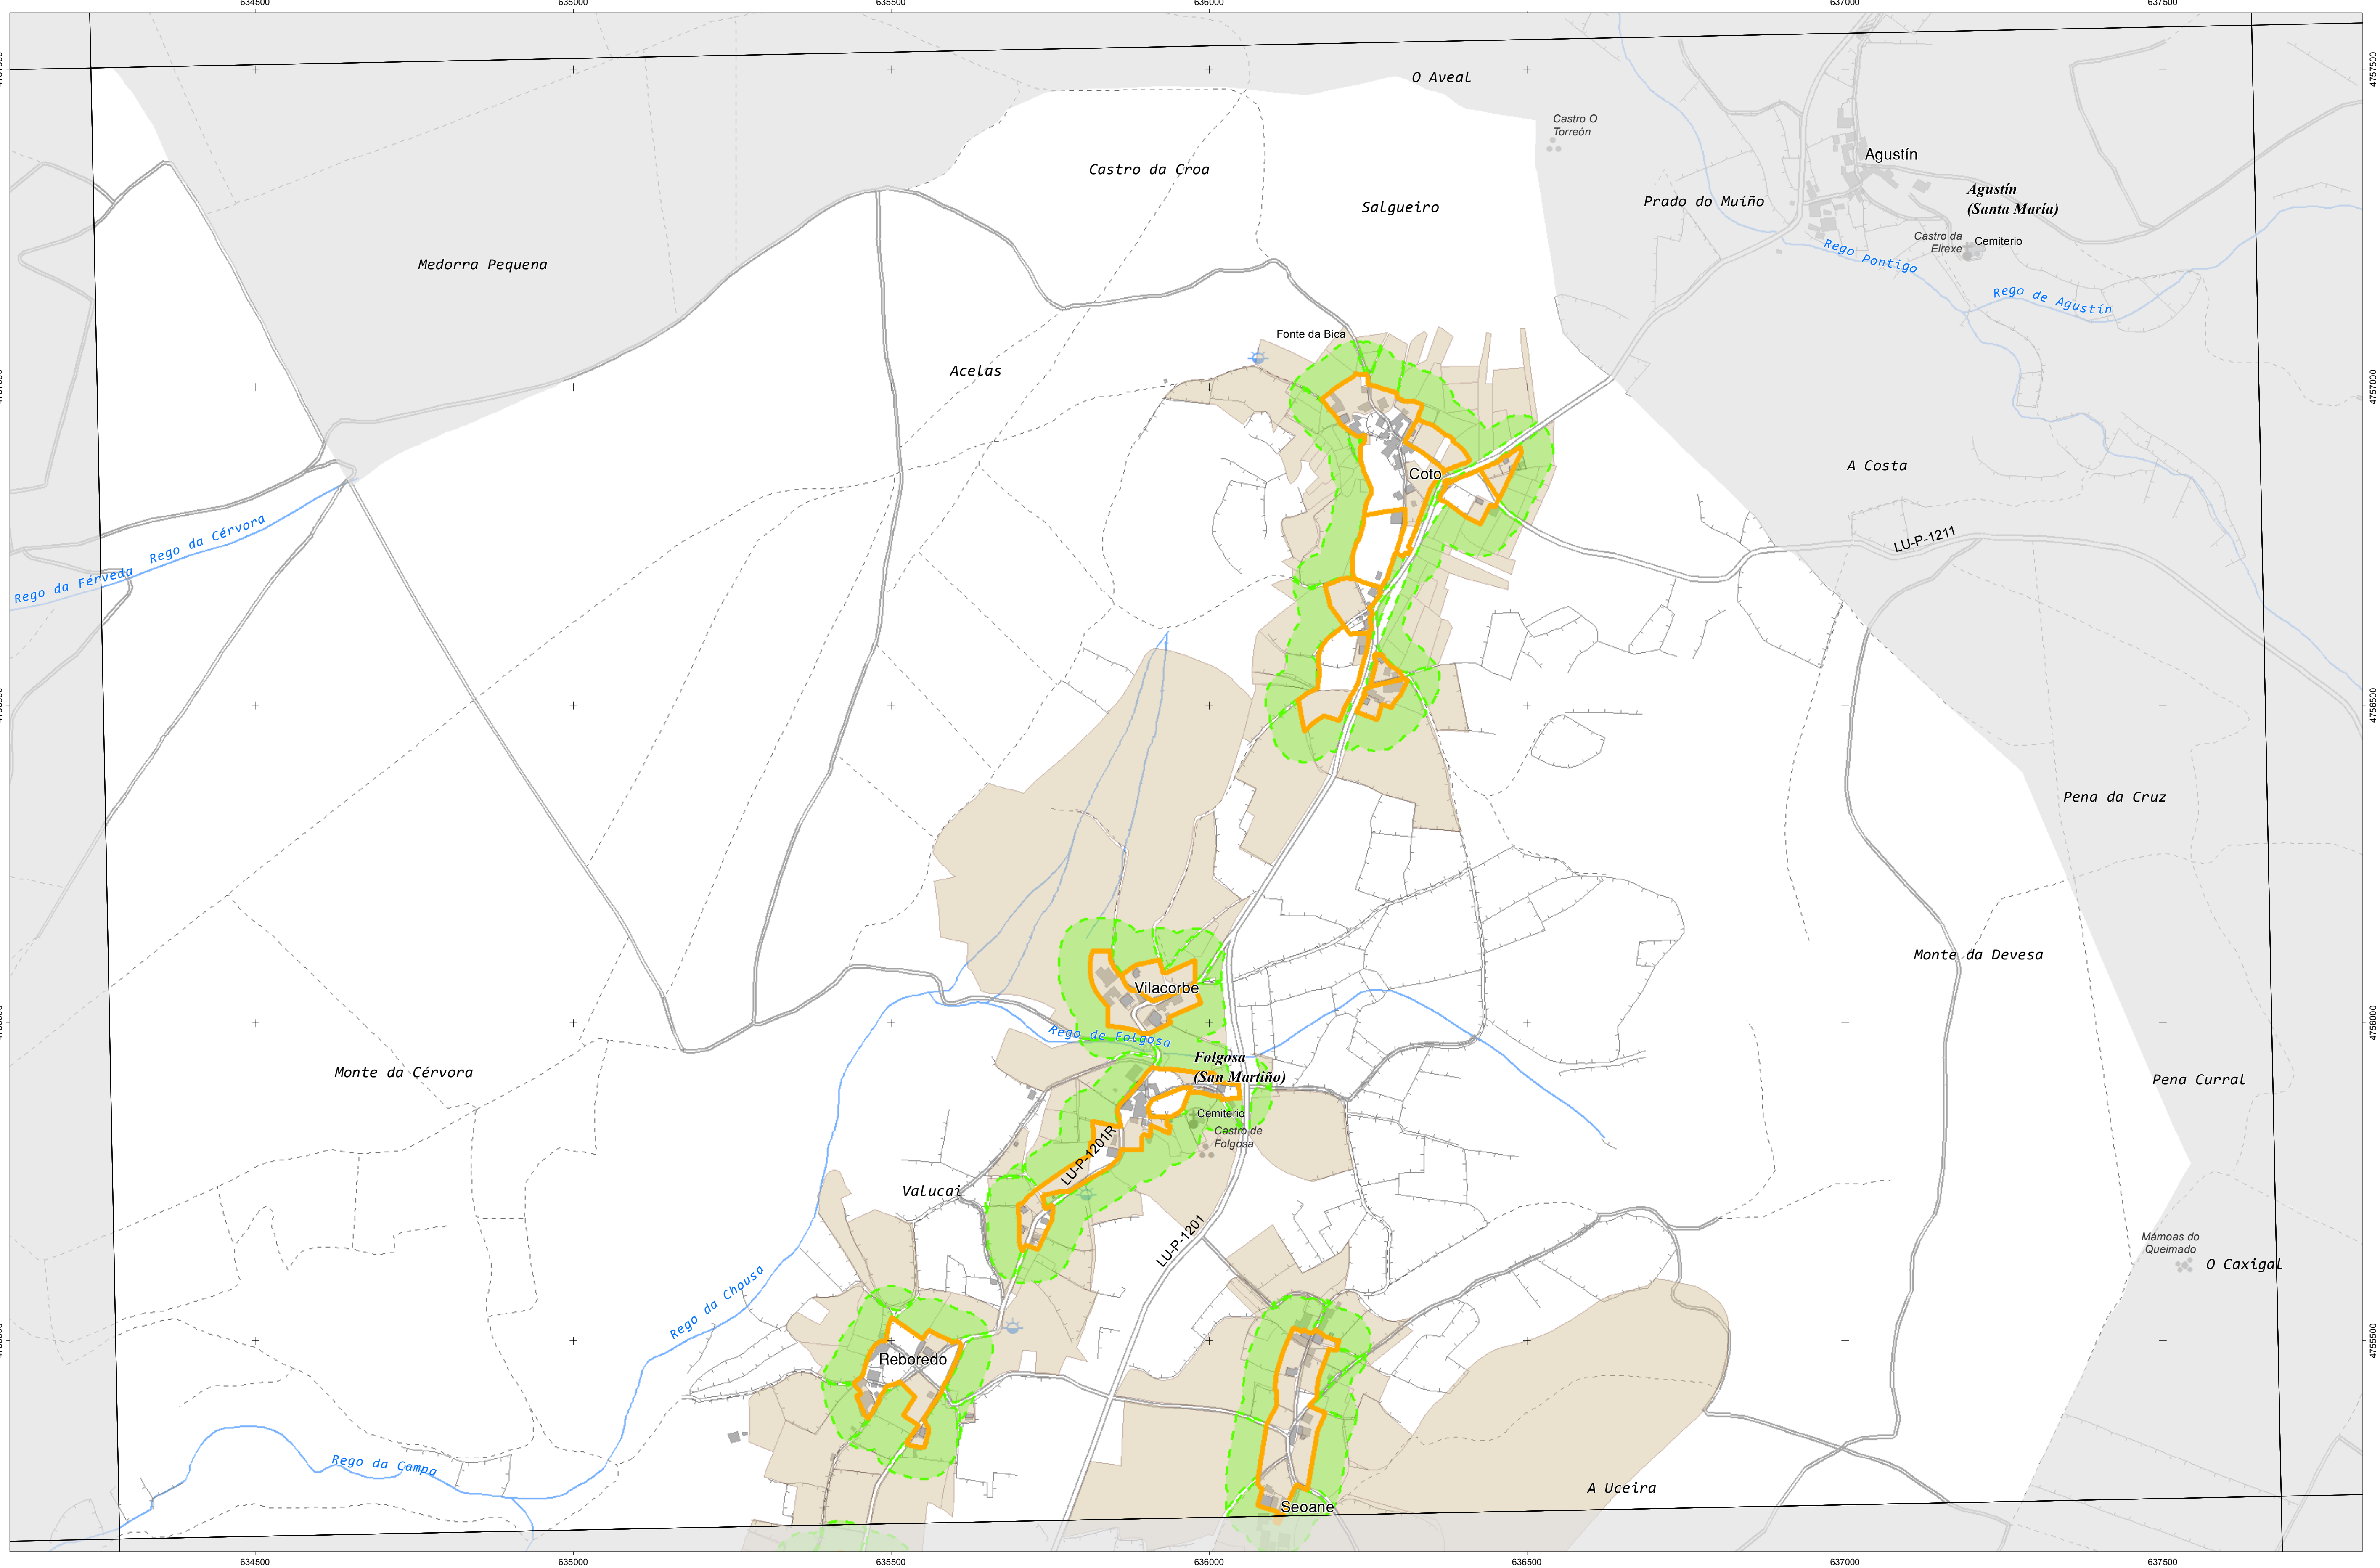 634500
635000
635500
636000
637000
637500
4757500
O Aveal
Castro O
Torreón
Agustín
Castro da Croa
Agustín
(Santa María)
Prado do Muíño
Salgueiro
Castro da
Eirexe
Cemiterio
Rego Pontigo
Medorra Pequena
Rego de Agustín
Fonte da Bica
Acelas
4757000
A Costa
Coto
Rego da Cérvora
LU-P-1211
Rego da Férveda
4756500
Pena da Cruz
Monte da Devesa
Vilacorbe
4756000
Rego de Folgosa
Folgosa
(San Martiño)
Monte da Cérvora
Pena Curral
Cemiterio
Castro de
Folgosa
LU-P-1201R
Valucai
LU-P-1201
Mámoas do
Queimado
O Caxigal
Rego da Chousa
4755500
Reboredo
Rego da Campa
A Uceira
Seoane
634500
635000
635500
636000
636500
637000
637500